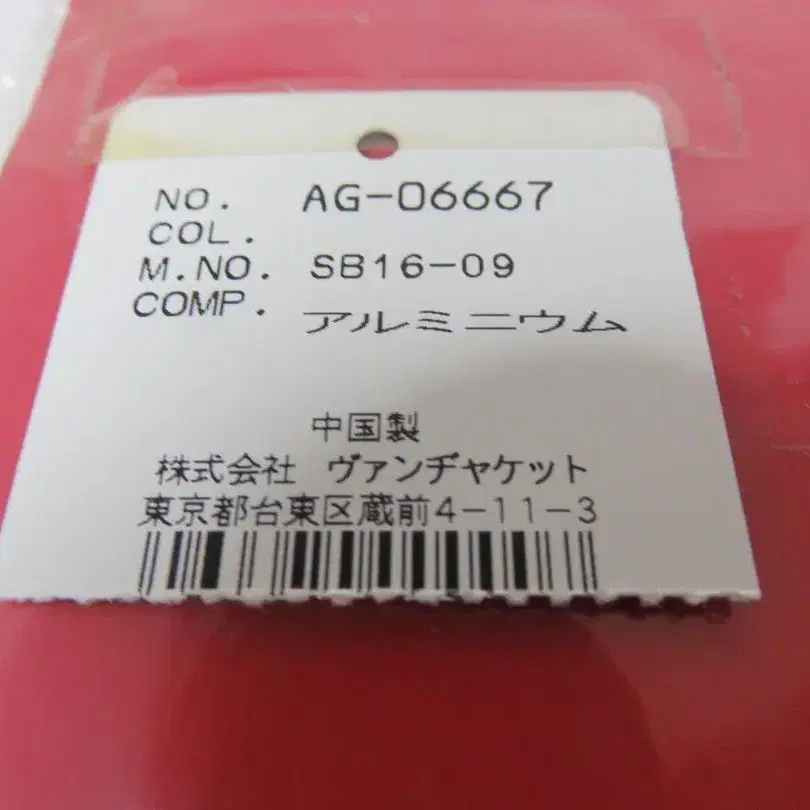 NO. AG-06667
COL.
M.NO. SB16-09
COMP. アルミニウム
中国製
株式会社 ヴァンヂャケット
東京都台東区蔵前4-11-3